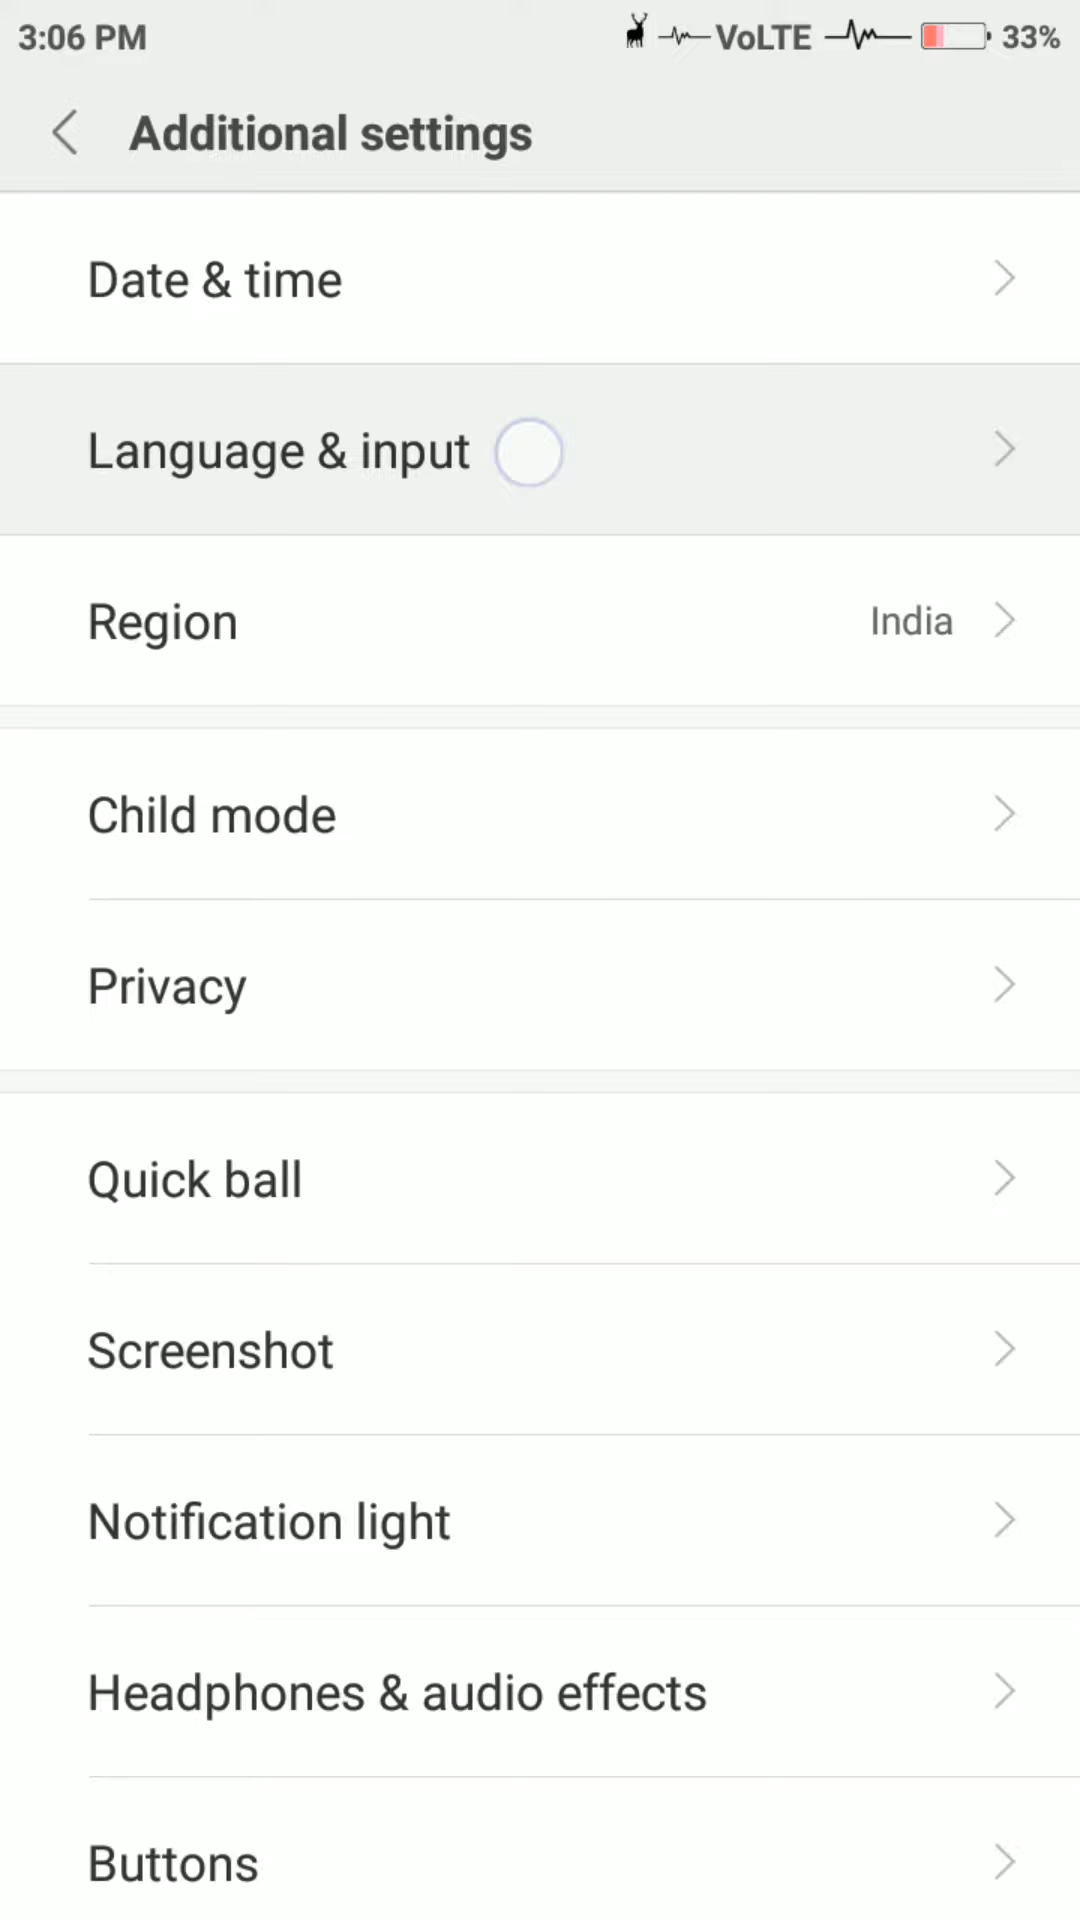 3:06 PM VoLTE 33%
Additional settings
Date & time
Language & input
Region India
Child mode
Privacy
Quick ball
Screenshot
Notification light
Headphones & audio effects
Buttons